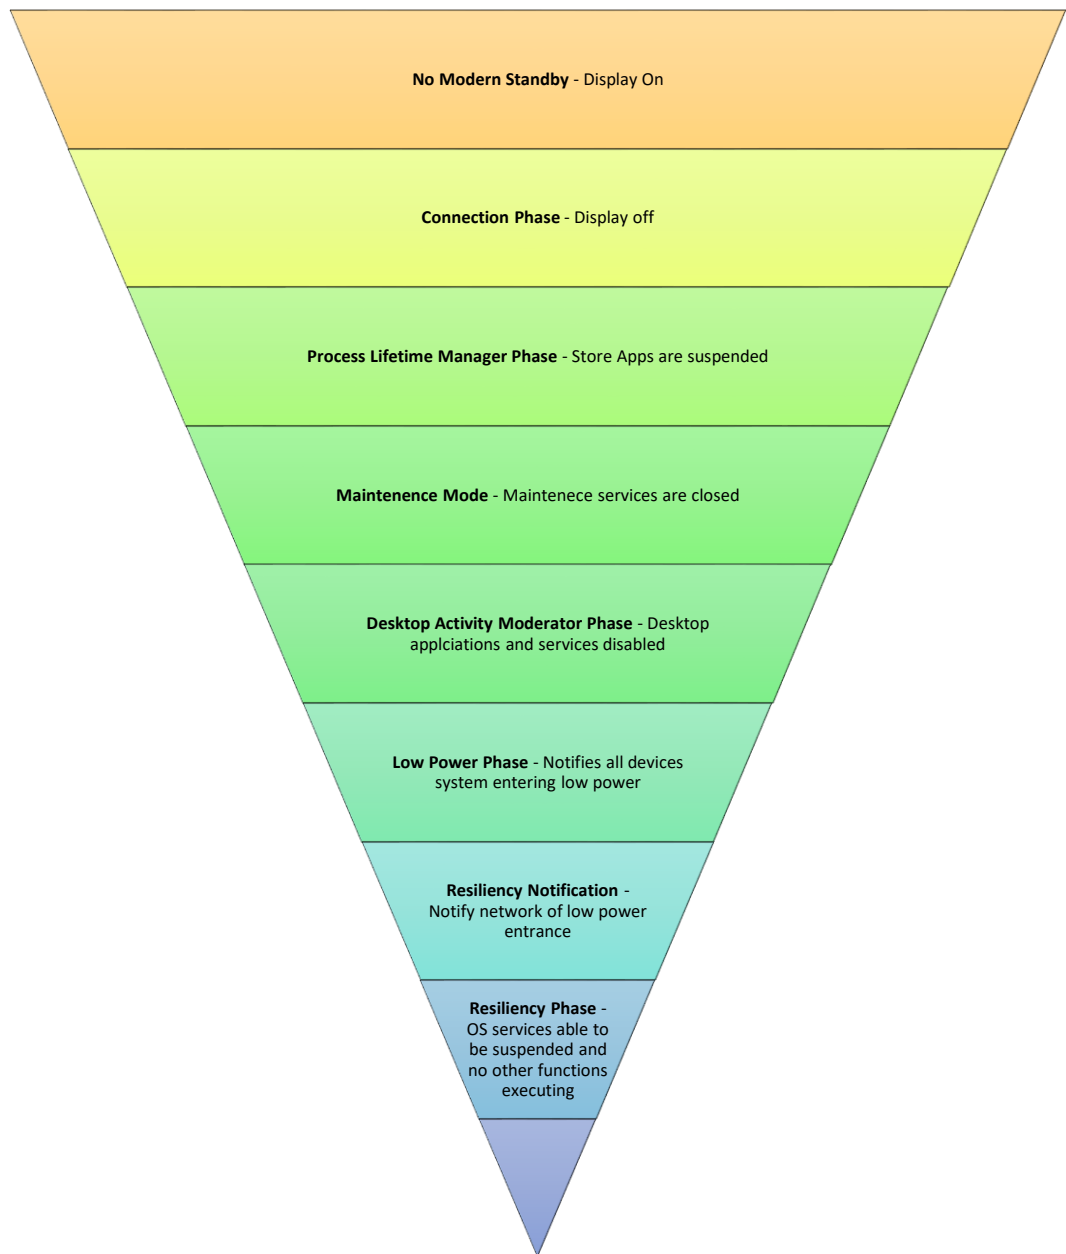 No Modern Standby - Display On
Connection Phase - Display off
Process Lifetime Manager Phase - Store Apps are suspended
Maintenence Mode - Maintenece services are closed
Desktop Activity Moderator Phase - Desktop
applciations and services disabled
Low Power Phase - Notifies all devices
system entering low power
Resiliency Notification -
Notify network of low power
entrance
Resiliency Phase -
OS services able to
be suspended and
no other functions
executing